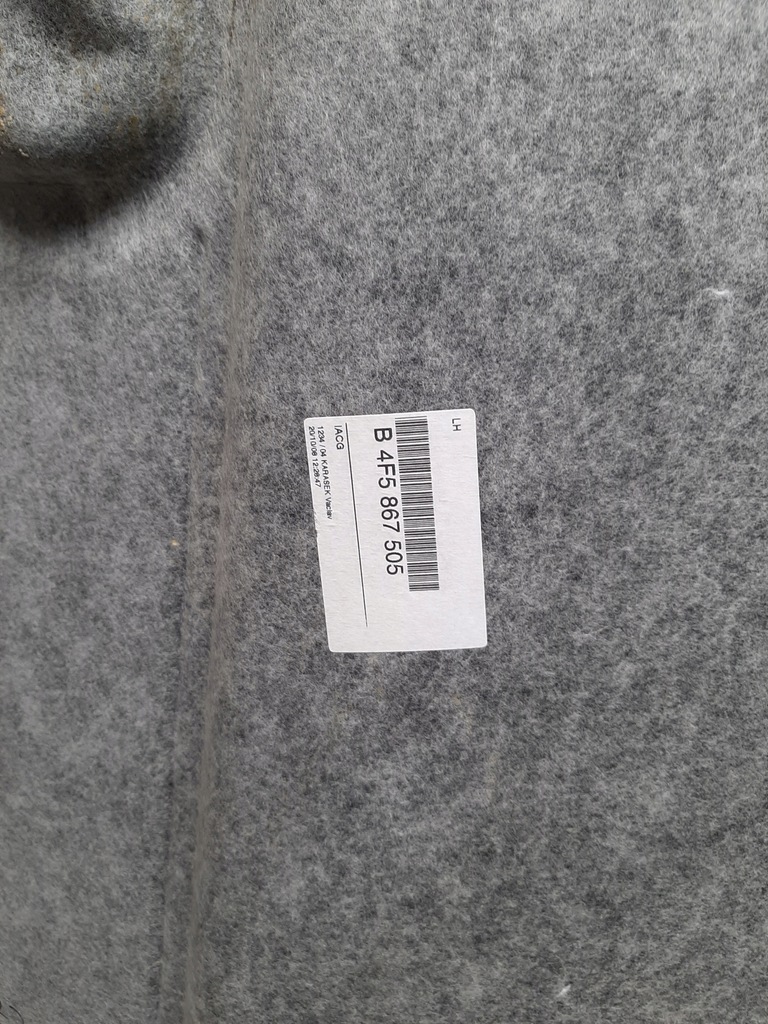 LH
B 4F5 867 505
IACG
1234 / 04 KARASEK Vaclav
20/10/08 12:28:47